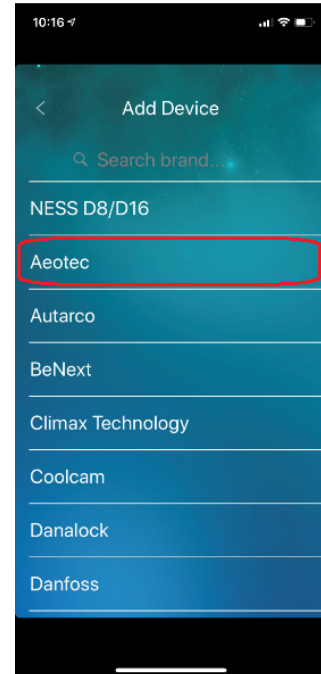 10:16
Add Device
Search brand...
NESS D8/D16
Aeotec
Autarco
BeNext
Climax Technology
Coolcam
Danalock
Danfoss